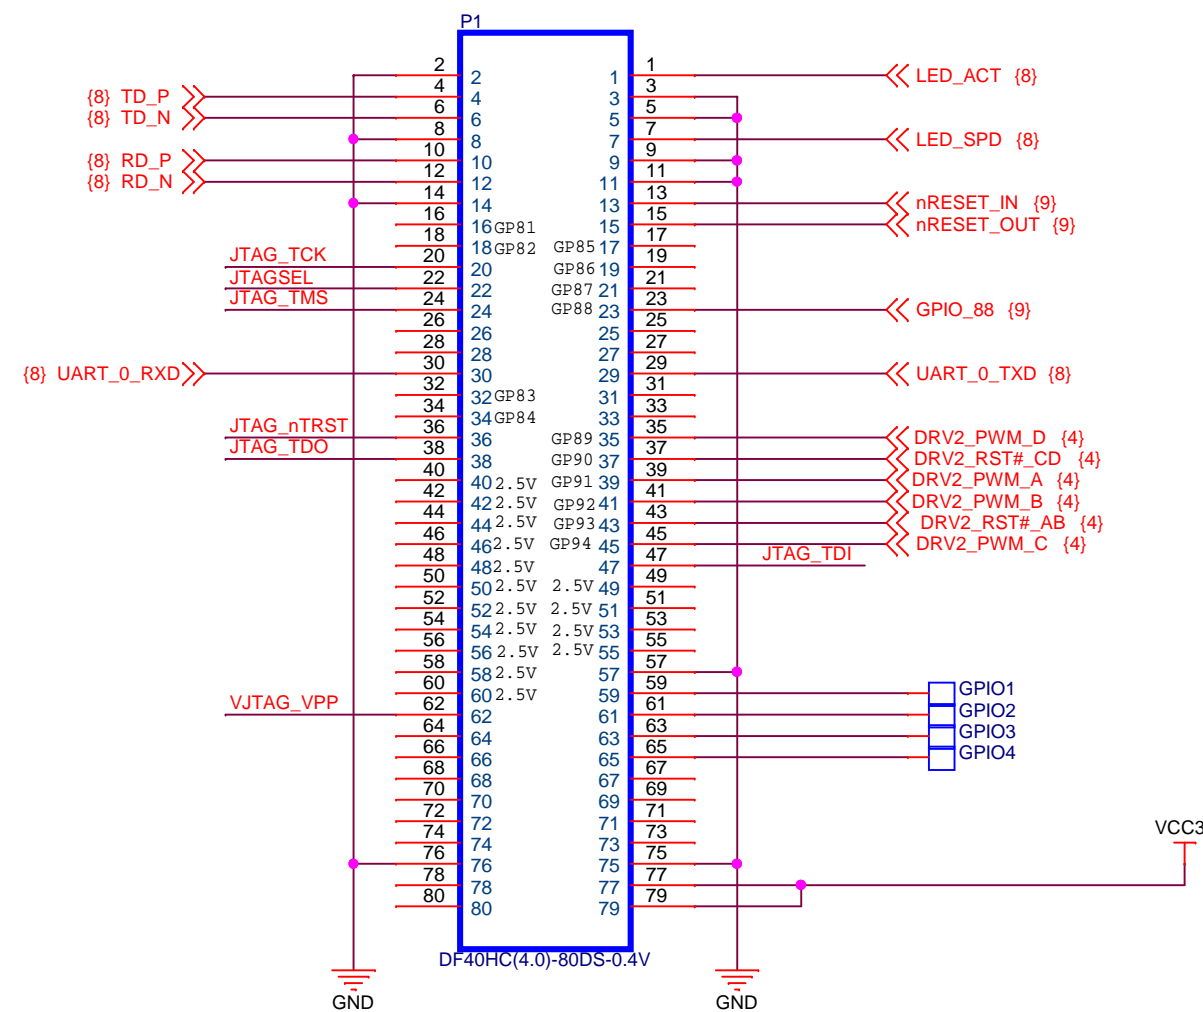 P1
2 2 1 1 LED_ACT {8}
{8} TD_P 4 4 3 3
{8} TD_N 6 6 5 5
8 8 7 7 LED_SPD {8}
{8} RD_P 10 10 9 9
{8} RD_N 12 12 11 11
14 14 13 13 nRESET_IN {9}
16 16 GP81 15 15 nRESET_OUT {9}
18 18 GP82 GP85 17 17
JTAG_TCK 20 20 GP86 19 19
JTAGSEL 22 22 GP87 21 21
JTAG_TMS 24 24 GP88 23 23 GPIO_88 {9}
26 26 25 25
28 28 27 27
{8} UART_0_RXD 30 30 29 29 UART_0_TXD {8}
32 32 GP83 31 31
34 34 GP84 33 33
JTAG_nTRST 36 36 GP89 35 35 DRV2_PWM_D {4}
JTAG_TDO 38 38 GP90 37 37 DRV2_RST#_CD {4}
40 40 2.5V GP91 39 39 DRV2_PWM_A {4}
42 42 2.5V GP92 41 41 DRV2_PWM_B {4}
44 44 2.5V GP93 43 43 DRV2_RST#_AB {4}
46 46 2.5V GP94 45 45 DRV2_PWM_C {4}
48 48 2.5V 47 47 JTAG_TDI
50 50 2.5V 2.5V 49 49
52 52 2.5V 2.5V 51 51
54 54 2.5V 2.5V 53 53
56 56 2.5V 2.5V 55 55
58 58 2.5V 57 57
60 60 2.5V 59 59 GPIO1
VJTAG_VPP 62 62 61 61 GPIO2
64 64 63 63 GPIO3
66 66 65 65 GPIO4
68 68 67 67
70 70 69 69
72 72 71 71
74 74 73 73
76 76 75 75
78 78 77 77 VCC3
80 80 79 79
DF40HC(4.0)-80DS-0.4V
GND GND